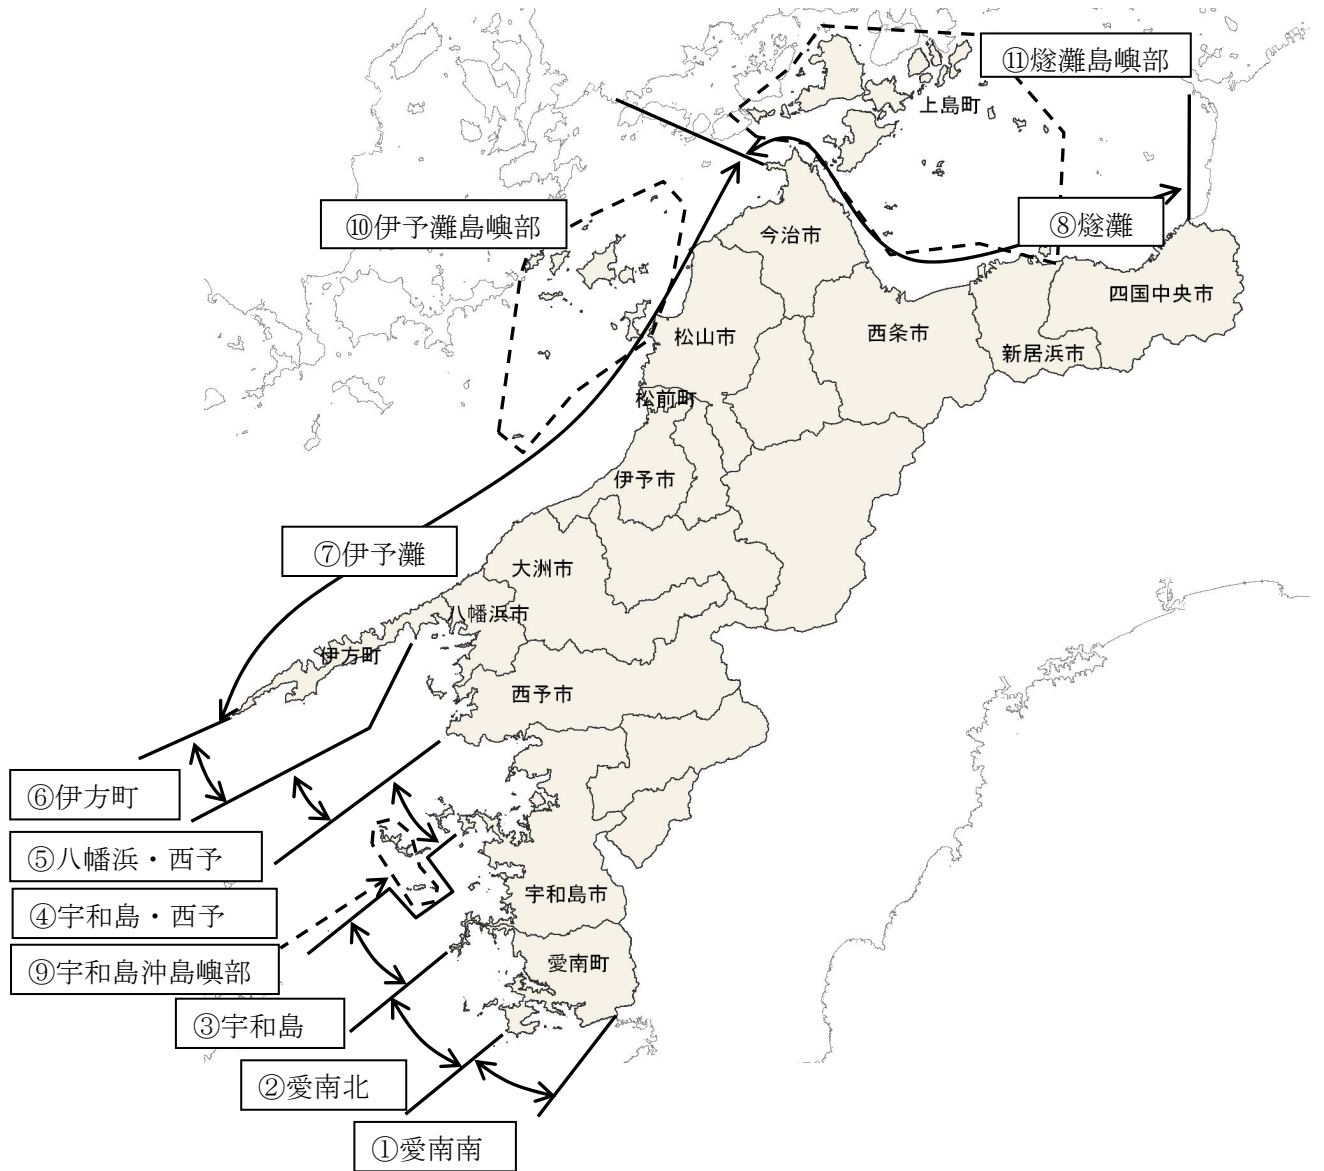 ⑪燧灘島嶼部
上島町
⑩伊予灘島嶼部
⑧燧灘
今治市
四国中央市
松山市
西条市
新居浜市
松前町
伊予市
⑦伊予灘
大洲市
八幡浜市
伊方町
西予市
⑥伊方町
⑤八幡浜・西予
④宇和島・西予
宇和島市
⑨宇和島沖島嶼部
愛南町
③宇和島
②愛南北
①愛南南